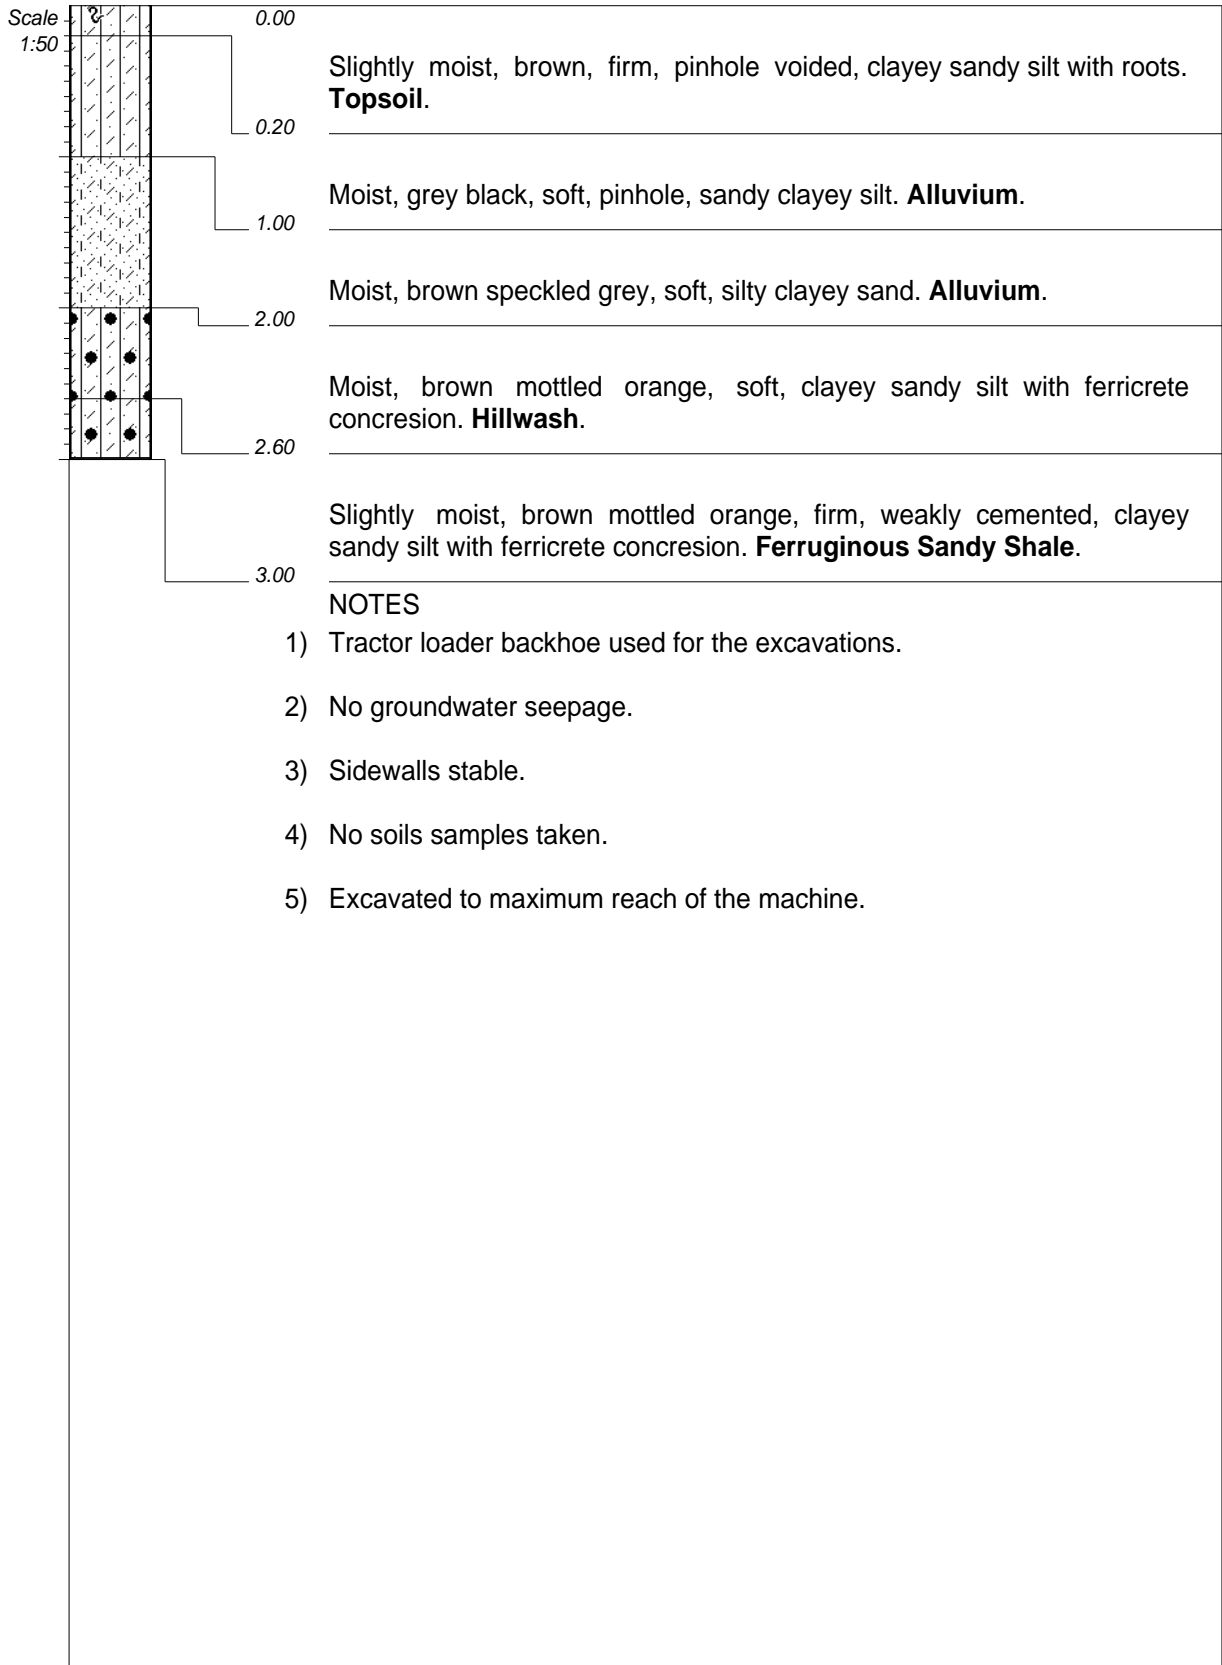 Scale
1:50
0.00
Slightly moist, brown, firm, pinhole voided, clayey sandy silt with roots.
Topsoil.
0.20
Moist, grey black, soft, pinhole, sandy clayey silt. Alluvium.
1.00
Moist, brown speckled grey, soft, silty clayey sand. Alluvium.
2.00
Moist, brown mottled orange, soft, clayey sandy silt with ferricrete
concresion. Hillwash.
2.60
Slightly moist, brown mottled orange, firm, weakly cemented, clayey
sandy silt with ferricrete concresion. Ferruginous Sandy Shale.
3.00
NOTES
1) Tractor loader backhoe used for the excavations.
2) No groundwater seepage.
3) Sidewalls stable.
4) No soils samples taken.
5) Excavated to maximum reach of the machine.